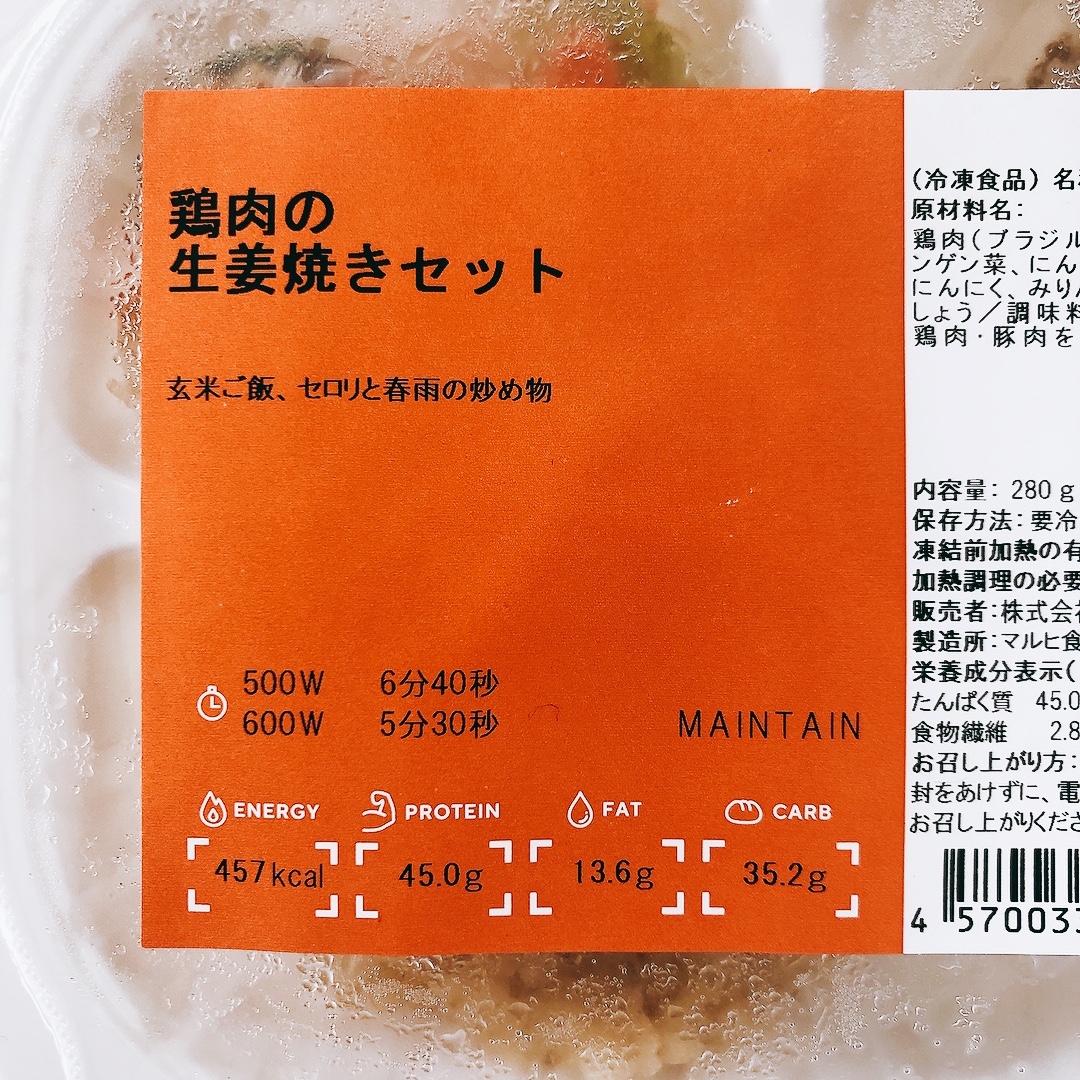 鶏肉の
生姜焼きセット
玄米ご飯、セロリと春雨の炒め物
500W 6分40秒
600W 5分30秒
MAINTAIN
ENERGY PROTEIN FAT CARB
457kcal 45.0g 13.6g 35.2g
(冷凍食品) 名
原材料名:
鶏肉(ブラジル
ンゲン菜、にん
にんにく、みりん
しょう/調味料
鶏肉・豚肉を
内容量: 280g
保存方法:要冷
凍結前加熱の有
加熱調理の必要
販売者:株式会社
製造所:マルヒ食
栄養成分表示(
たんぱく質 45.0
食物繊維 2.8
お召し上がり方:
封をあけずに、電
お召し上がりくださ
4 570033